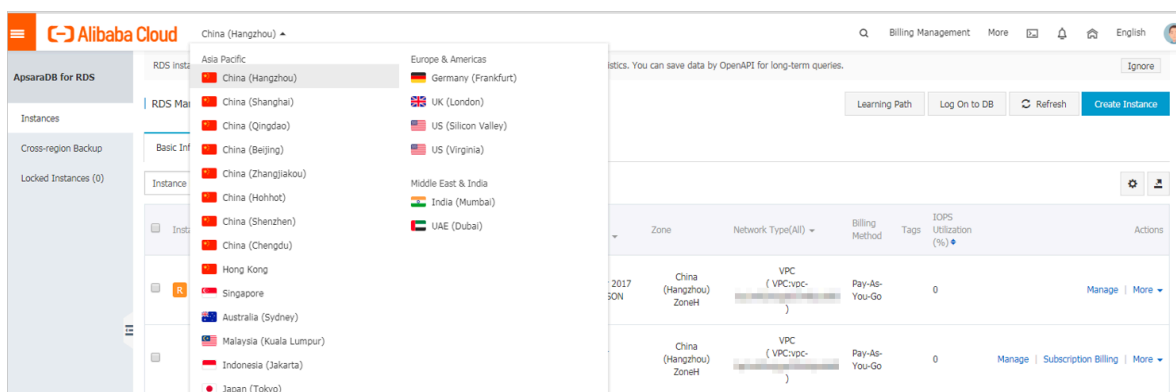 Alibaba Cloud
China (Hangzhou)
Billing Management
More
English
ApsaraDB for RDS
Instances
Cross-region Backup
Locked Instances (0)
RDS insta
istics. You can save data by OpenAPI for long-term queries.
Ignore
RDS Mar
Learning Path
Log On to DB
Refresh
Create Instance
Basic Inf
Instance
Asia Pacific
China (Hangzhou)
China (Shanghai)
China (Qingdao)
China (Beijing)
China (Zhangjiakou)
China (Hohhot)
China (Shenzhen)
China (Chengdu)
Hong Kong
Singapore
Australia (Sydney)
Malaysia (Kuala Lumpur)
Indonesia (Jakarta)
Japan (Tokyo)
Europe & Americas
Germany (Frankfurt)
UK (London)
US (Silicon Valley)
US (Virginia)
Middle East & India
India (Mumbai)
UAE (Dubai)
Insta
Zone
Network Type(All)
Billing
Method
Tags
IOPS
Utilization
(%)
Actions
R
2017
SON
China
(Hangzhou)
ZoneH
VPC
( VPC:vpc-
)
Pay-As-
You-Go
0
Manage | More
China
(Hangzhou)
ZoneH
VPC
( VPC:vpc-
)
Pay-As-
You-Go
0
Manage | Subscription Billing | More